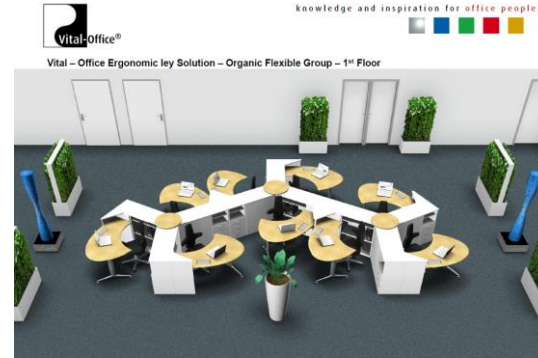 knowledge and inspiration for office people
Vital-Office®
Vital – Office Ergonomic ley Solution – Organic Flexible Group – 1st Floor